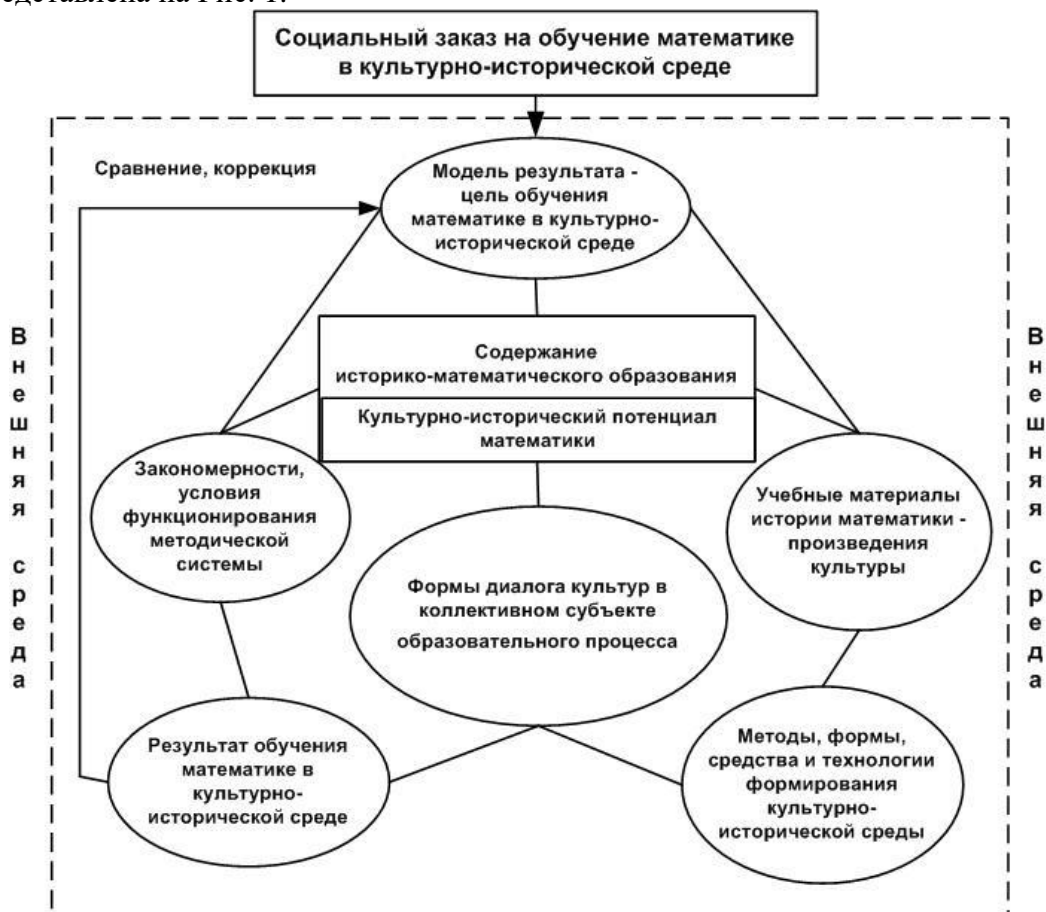 Социальный заказ на обучение математике
в культурно-исторической среде
Сравнение, коррекция
Модель результата -
цель обучения
математике в культурно-
исторической среде
Внешняя среда
Внешняя среда
Содержание
историко-математического образования
Культурно-исторический потенциал
математики
Закономерности,
условия
функционирования
методической
системы
Учебные материалы
истории математики -
произведения
культуры
Формы диалога культур в
коллективном субъекте
образовательного процесса
Результат обучения
математике в
культурно-
исторической среде
Методы, формы,
средства и технологии
формирования
культурно-
исторической среды